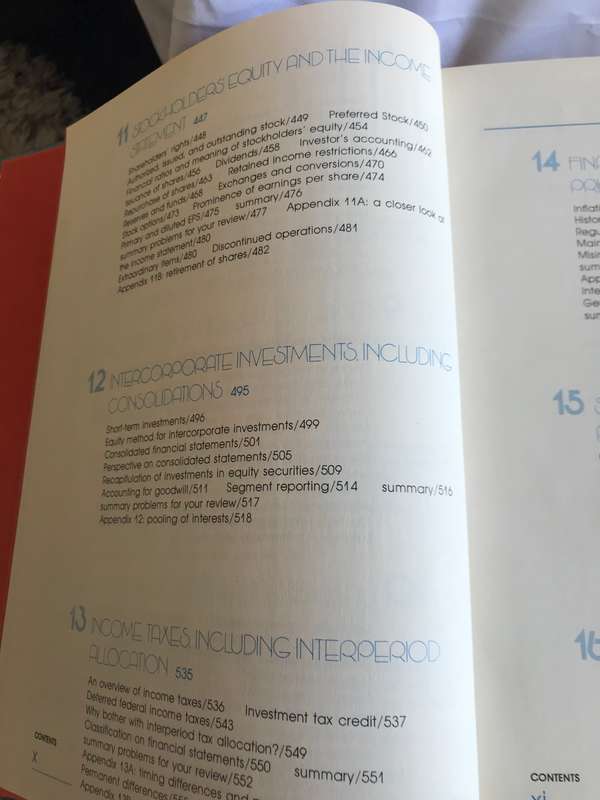 11 STOCKHOLDERS' EQUITY AND THE INCOME
STATEMENT 447
Shareholders' rights/448
Authorized, issued, and outstanding stock/449 Preferred Stock/450
Financial ratios and meaning of stockholders' equity/454
Issuance of shares/456 Dividends/458 Investor's accounting/462
Repurchase of shares/463 Retained income restrictions/466
Reserves and funds/468 Exchanges and conversions/470
Stock options/473 Prominence of earnings per share/474
Primary and diluted EPS/475 summary/476
summary problems for your review/477 Appendix 11A: a closer look at
the income statement/480
Extraordinary items/480 Discontinued operations/481
Appendix 11B: retirement of shares/482
12 INTERCORPORATE INVESTMENTS, INCLUDING
CONSOLIDATIONS 495
Short-term investments/496
Equity method for intercorporate investments/499
Consolidated financial statements/501
Perspective on consolidated statements/505
Recapitulation of investments in equity securities/509
Accounting for goodwill/511 Segment reporting/514 summary/516
summary problems for your review/517
Appendix 12: pooling of interests/518
13 INCOME TAXES, INCLUDING INTERPERIOD
ALLOCATION 535
An overview of income taxes/536 Investment tax credit/537
Deferred federal income taxes/543
Why bother with interperiod tax allocation?/549
Classification on financial statements/550 summary/551
summary problems for your review/552
Appendix 13A: timing differences and
Permanent differences
CONTENTS
X
14
15
16
CONTENTS
xi